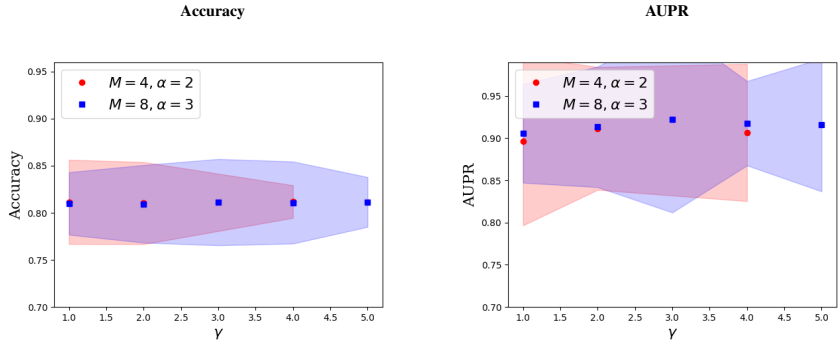 Accuracy
AUPR
0.95
0.90
0.85
0.80
0.75
0.70
Accuracy
M = 4, α = 2
M = 8, α = 3
1.0 1.5 2.0 2.5 3.0 3.5 4.0 4.5 5.0
γ
0.95
0.90
0.85
0.80
0.75
0.70
AUPR
M = 4, α = 2
M = 8, α = 3
1.0 1.5 2.0 2.5 3.0 3.5 4.0 4.5 5.0
γ